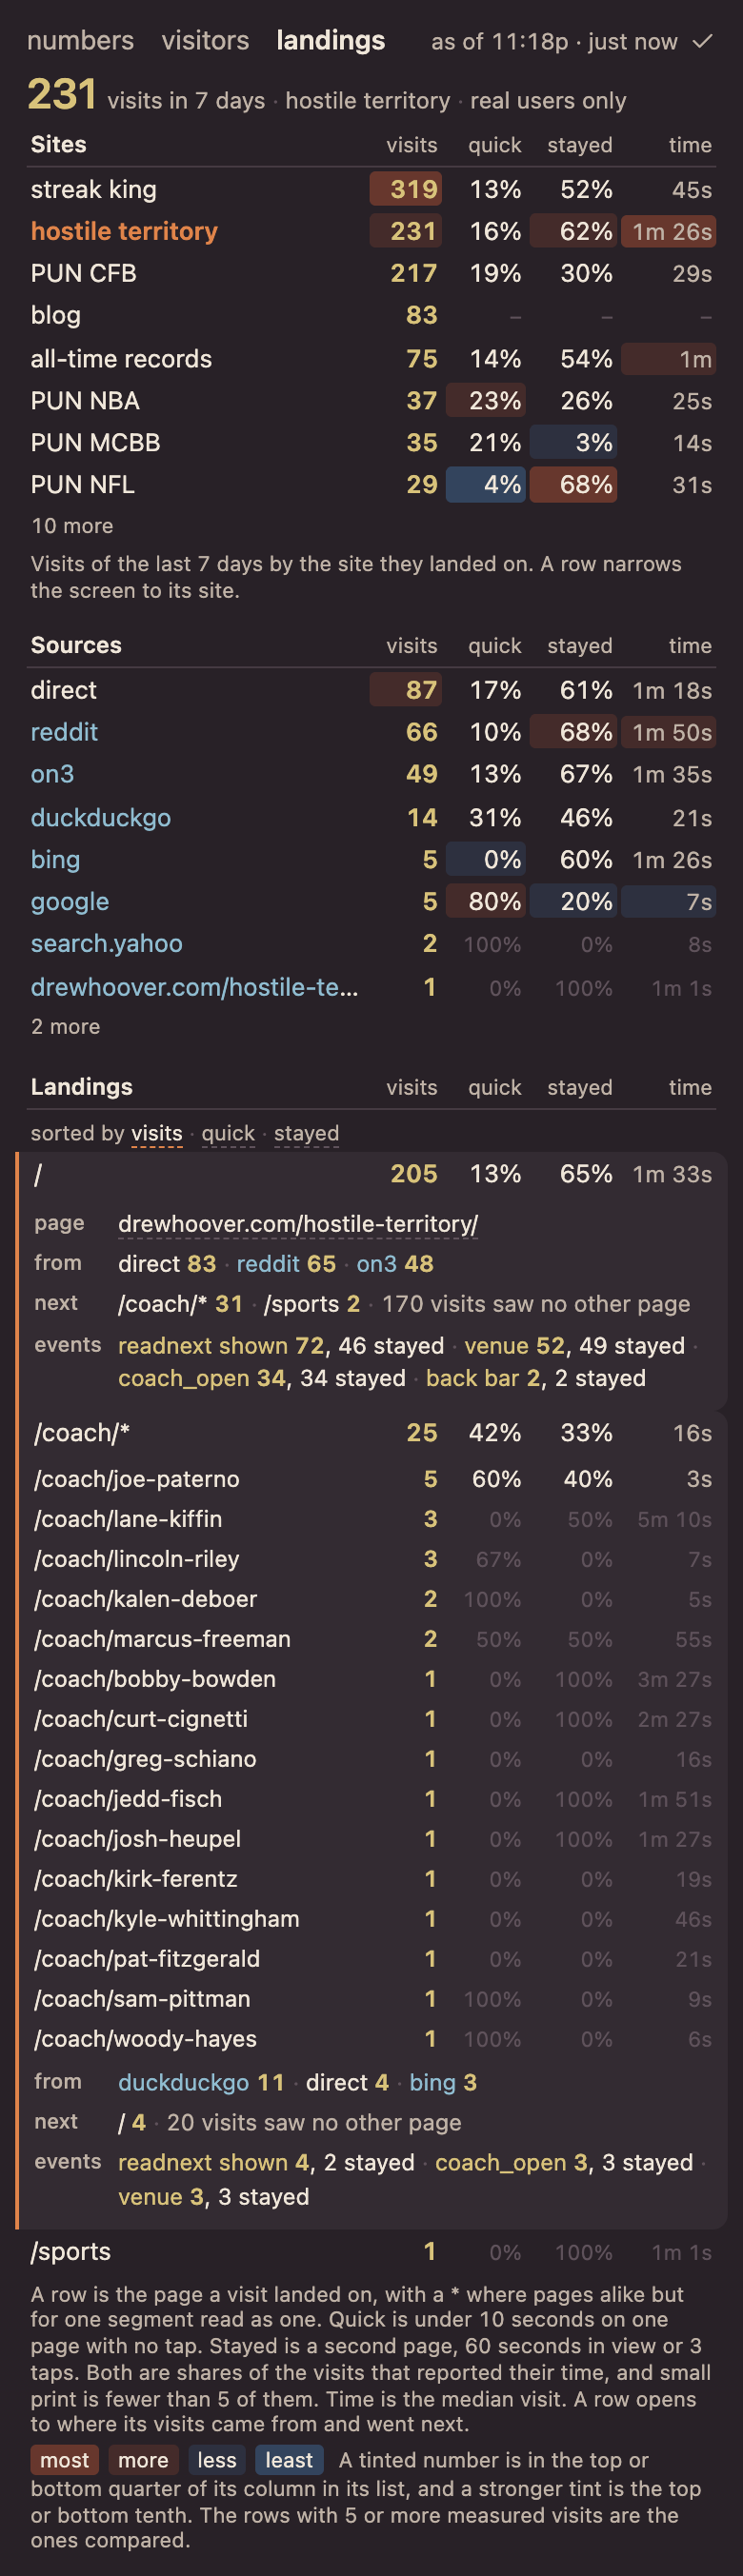 numbers visitors landings as of 11:18p · just now ✓
231 visits in 7 days · hostile territory · real users only
Sites visits quick stayed time
streak king 319 13% 52% 45s
hostile territory 231 16% 62% 1m 26s
PUN CFB 217 19% 30% 29s
blog 83 – – –
all-time records 75 14% 54% 1m
PUN NBA 37 23% 26% 25s
PUN MCBB 35 21% 3% 14s
PUN NFL 29 4% 68% 31s
10 more
Visits of the last 7 days by the site they landed on. A row narrows
the screen to its site.
Sources visits quick stayed time
direct 87 17% 61% 1m 18s
reddit 66 10% 68% 1m 50s
on3 49 13% 67% 1m 35s
duckduckgo 14 31% 46% 21s
bing 5 0% 60% 1m 26s
google 5 80% 20% 7s
search.yahoo 2 100% 0% 8s
drewhoover.com/hostile-te... 1 0% 100% 1m 1s
2 more
Landings visits quick stayed time
sorted by visits · quick · stayed
/ 205 13% 65% 1m 33s
page drewhoover.com/hostile-territory/
from direct 83 · reddit 65 · on3 48
next /coach/* 31 · /sports 2 · 170 visits saw no other page
events readnext shown 72, 46 stayed · venue 52, 49 stayed ·
coach_open 34, 34 stayed · back bar 2, 2 stayed
/coach/* 25 42% 33% 16s
/coach/joe-paterno 5 60% 40% 3s
/coach/lane-kiffin 3 0% 50% 5m 10s
/coach/lincoln-riley 3 67% 0% 7s
/coach/kalen-deboer 2 100% 0% 5s
/coach/marcus-freeman 2 50% 50% 55s
/coach/bobby-bowden 1 0% 100% 3m 27s
/coach/curt-cignetti 1 0% 100% 2m 27s
/coach/greg-schiano 1 0% 0% 16s
/coach/jedd-fisch 1 0% 100% 1m 51s
/coach/josh-heupel 1 0% 100% 1m 27s
/coach/kirk-ferentz 1 0% 0% 19s
/coach/kyle-whittingham 1 0% 0% 46s
/coach/pat-fitzgerald 1 0% 0% 21s
/coach/sam-pittman 1 100% 0% 9s
/coach/woody-hayes 1 100% 0% 6s
from duckduckgo 11 · direct 4 · bing 3
next / 4 · 20 visits saw no other page
events readnext shown 4, 2 stayed · coach_open 3, 3 stayed ·
venue 3, 3 stayed
/sports 1 0% 100% 1m 1s
A row is the page a visit landed on, with a * where pages alike but
for one segment read as one. Quick is under 10 seconds on one
page with no tap. Stayed is a second page, 60 seconds in view or 3
taps. Both are shares of the visits that reported their time, and small
print is fewer than 5 of them. Time is the median visit. A row opens
to where its visits came from and went next.
most more less least A tinted number is in the top or
bottom quarter of its column in its list, and a stronger tint is the top
or bottom tenth. The rows with 5 or more measured visits are the
ones compared.